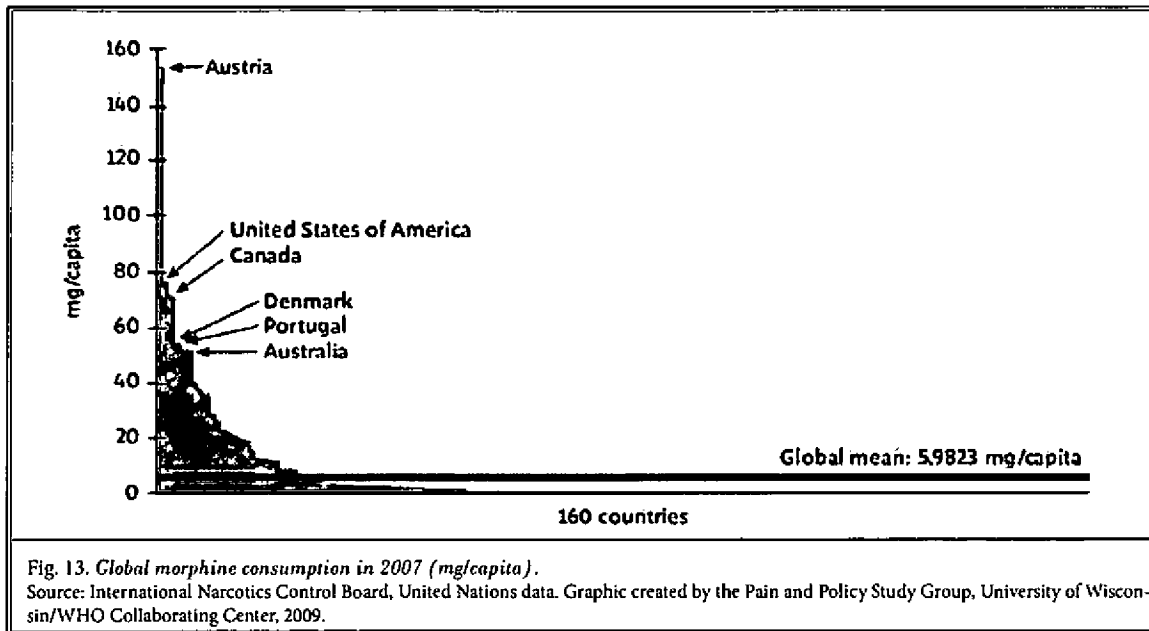 160
140
120
100
80
60
40
20
0
mg/capita
Austria
United States of America
Canada
Denmark
Portugal
Australia
Global mean: 5.9823 mg/capita
160 countries
Fig. 13. Global morphine consumption in 2007 (mg/capita).
Source: International Narcotics Control Board, United Nations data. Graphic created by the Pain and Policy Study Group, University of Wiscon-
sin/WHO Collaborating Center, 2009.